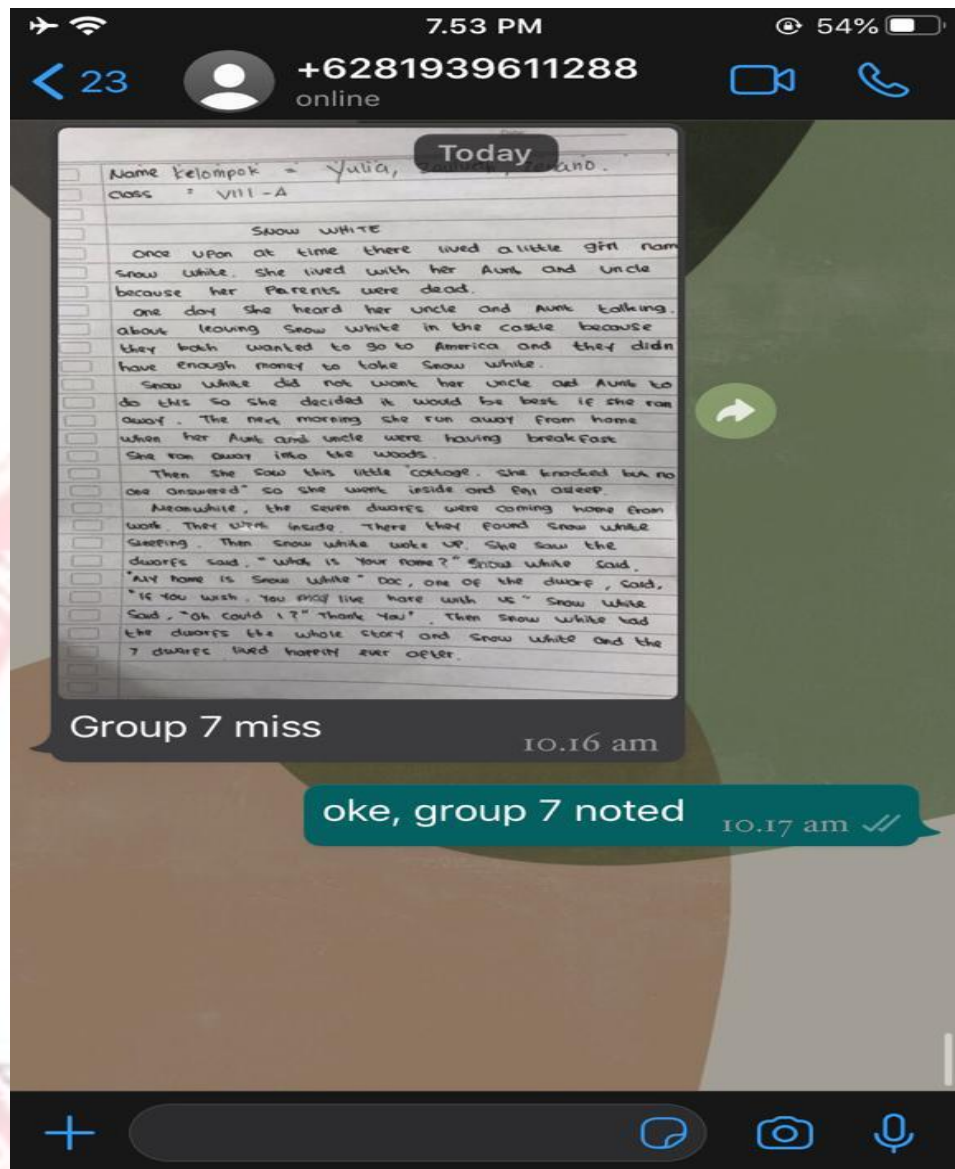 7.53 PM
54%
23
+6281939611288
online
Today
Name kelompok = Yulia,
Class : VIII - A
SNOW WHITE
Once upon at time there lived a little girl nam
Snow White. She lived with her Aunt and Uncle
because her Parents were dead.
One day she heard her uncle and Aunt talking.
about leaving Snow White in the castle because
they both wanted to go to America and they didn
have enough money to take Snow White.
Snow White did not want her uncle and Aunt to
do this so she decided it would be best if she ran
away. The next morning she run away from home
when her Aunt and uncle were having breakfast
She ran away into the woods.
Then she saw this little "cottage. She knocked but no
one answered" so she went inside and fell asleep.
Meanwhile, the seven dwarfs were coming home from
work. They went inside. There they found Snow White
Sleeping. Then Snow White woke up. She saw the
dwarfs said, "what is your name?" Snow White said.
"My name is Snow White" Doc, one of the dwarf, said,
"If you wish. You may live here with us" Snow White
Said, "Oh could I?" Thank You". Then Snow White tad
the dwarfs the whole story and Snow White and the
7 dwarfs lived happity ever after.
Group 7 miss
10.16 am
oke, group 7 noted
10.17 am